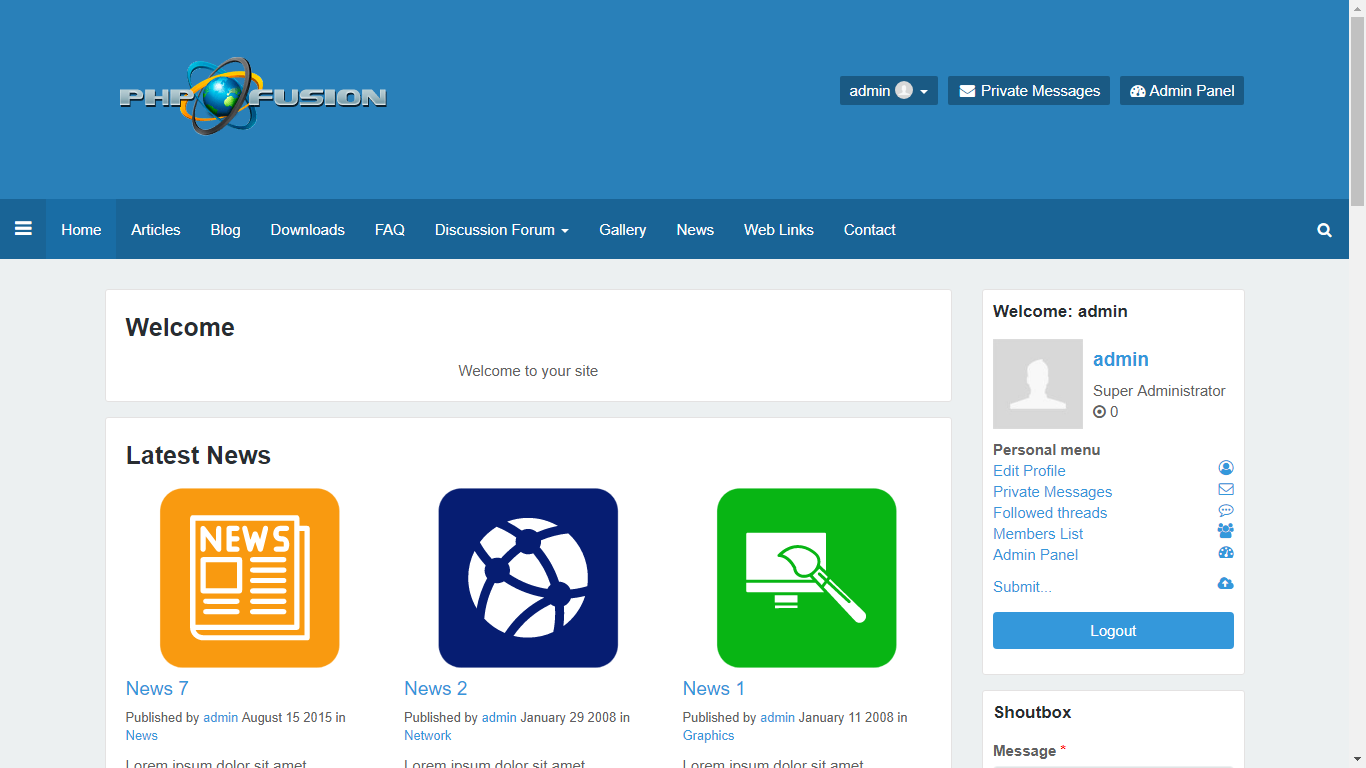 PHP FUSION
admin
Private Messages
Admin Panel
Home
Articles
Blog
Downloads
FAQ
Discussion Forum
Gallery
News
Web Links
Contact
Welcome
Welcome to your site
Latest News
NEWS
News 7
Published by admin August 15 2015 in
News
Lorem ipsum dolor sit amet
News 2
Published by admin January 29 2008 in
Network
Lorem ipsum dolor sit amet
News 1
Published by admin January 11 2008 in
Graphics
Lorem ipsum dolor sit amet
Welcome: admin
admin
Super Administrator
0
Personal menu
Edit Profile
Private Messages
Followed threads
Members List
Admin Panel
Submit...
Logout
Shoutbox
Message *